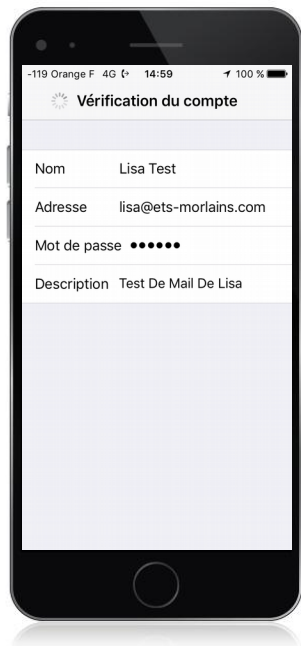 -119 Orange F 4G 14:59 100 %
Vérification du compte
Nom Lisa Test
Adresse lisa@ets-morlains.com
Mot de passe ••••••
Description Test De Mail De Lisa